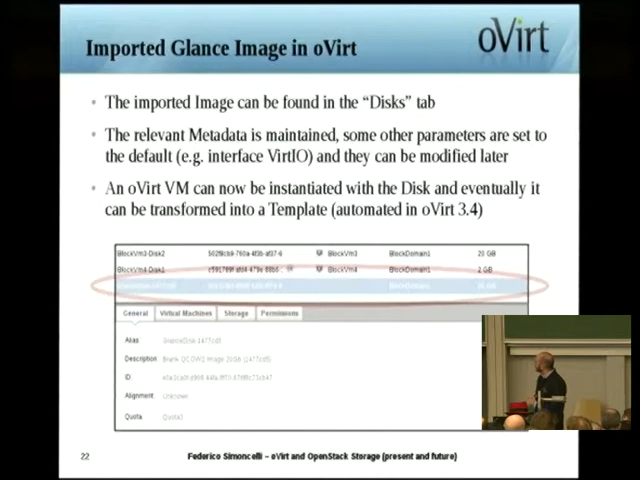 Imported Glance Image in oVirt
oVirt
The imported Image can be found in the “Disks” tab
The relevant Metadata is maintained, some other parameters are set to
the default (e.g. interface VirtIO) and they can be modified later
An oVirt VM can now be instantiated with the Disk and eventually it
can be transformed into a Template (automated in oVirt 3.4)
BlockVm3-Disk2 BlockVm3 BlockDomain1 20 GB
BlockVm4-Disk1 BlockVm4 BlockDomain1 2 GB
BlockDomain1
General Virtual Machines Storage Permissions
Alias
Description Blank QCOW2 Image
ID
Alignment Unknown
Quota
22 Federico Simoncelli – oVirt and OpenStack Storage (present and future)